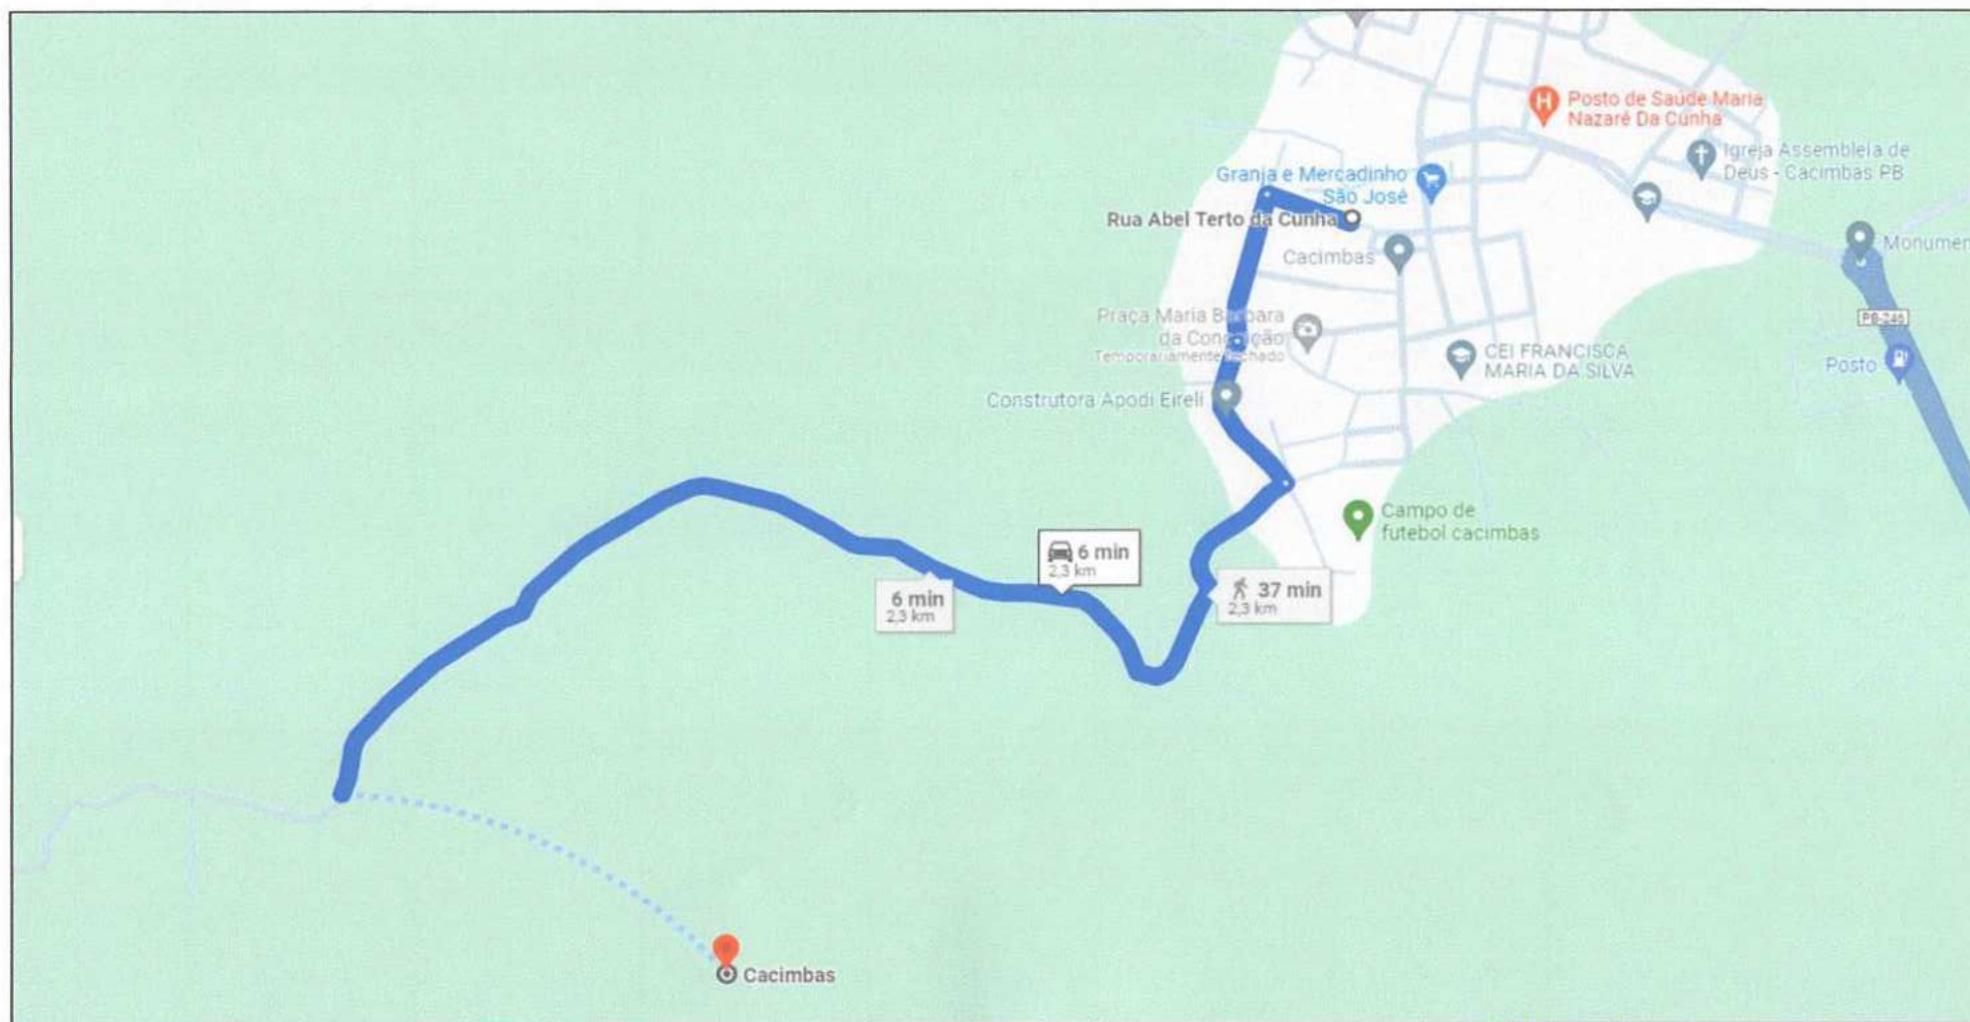 Posto de Saúde Maria
Nazaré Da Cunha
Igreja Assembleia de
Deus - Cacimbas PB
Granja e Mercadinho
São José
Rua Abel Terto da Cunha
Cacimbas
Monumen
PB-246
Praça Maria Barbara
da Conceição
Temporariamente fechado
CEI FRANCISCA
MARIA DA SILVA
Posto
Construtora Apodi Eireli
Campo de
futebol cacimbas
6 min
2,3 km
6 min
2,3 km
37 min
2,3 km
Cacimbas